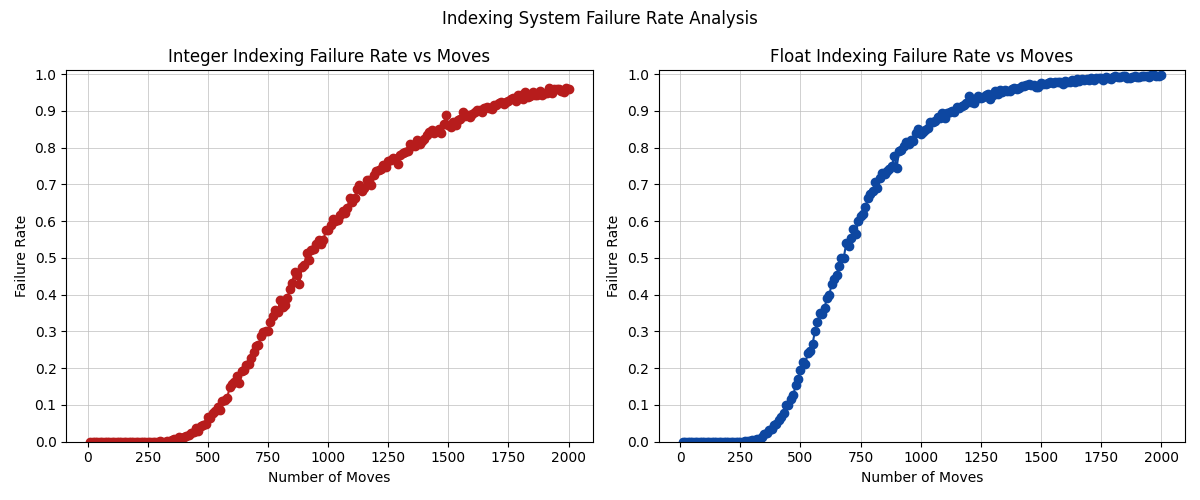 Indexing System Failure Rate Analysis
Integer Indexing Failure Rate vs Moves
1.0
0.9
0.8
0.7
0.6
0.5
0.4
0.3
0.2
0.1
0.0
Failure Rate
0 250 500 750 1000 1250 1500 1750 2000
Number of Moves
Float Indexing Failure Rate vs Moves
1.0
0.9
0.8
0.7
0.6
0.5
0.4
0.3
0.2
0.1
0.0
Failure Rate
0 250 500 750 1000 1250 1500 1750 2000
Number of Moves